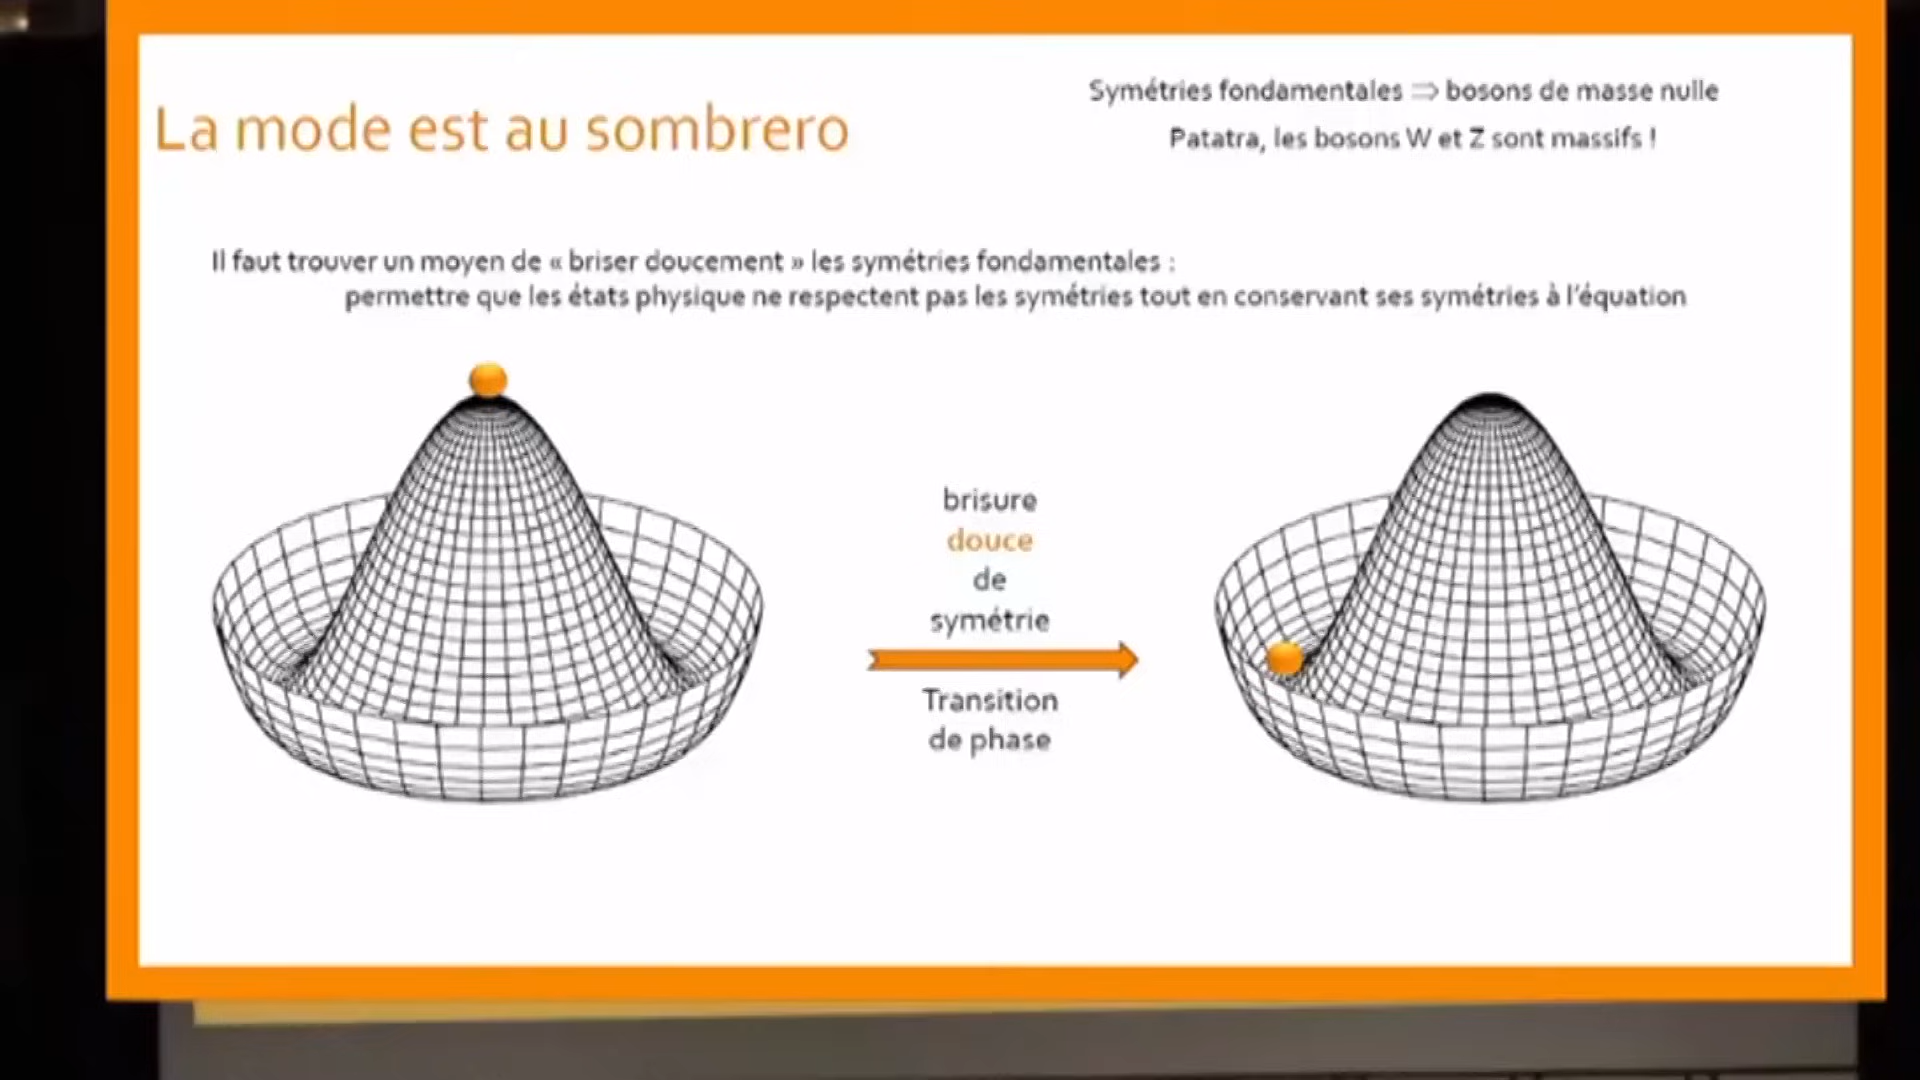 La mode est au sombrero
Symétries fondamentales ⇒ bosons de masse nulle
Patatra, les bosons W et Z sont massifs !
Il faut trouver un moyen de « briser doucement » les symétries fondamentales :
permettre que les états physique ne respectent pas les symétries tout en conservant ses symétries à l'équation
brisure
douce
de
symétrie
Transition
de phase